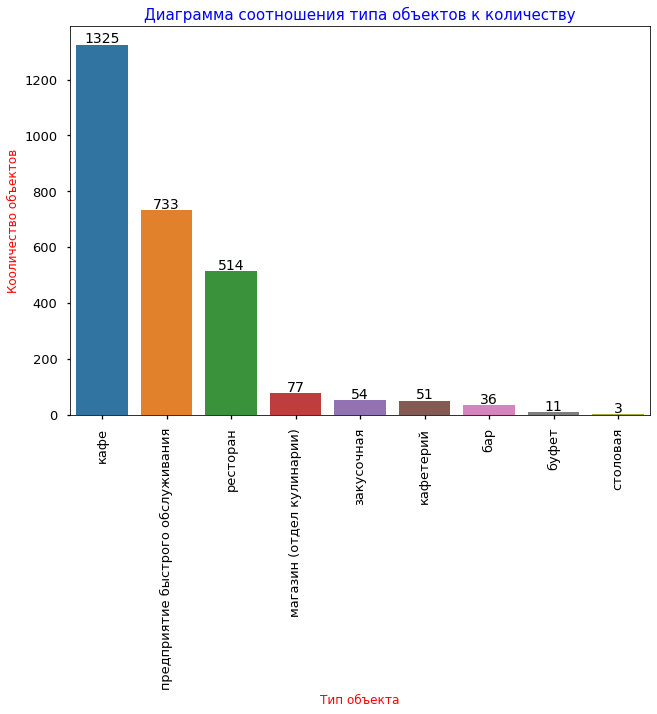 Диаграмма соотношения типа объектов к количеству
Кооличество объектов
1200
1000
800
600
400
200
0
1325
733
514
77
54
51
36
11
3
кафе
предприятие быстрого обслуживания
ресторан
магазин (отдел кулинарии)
закусочная
кафетерий
бар
буфет
столовая
Тип объекта